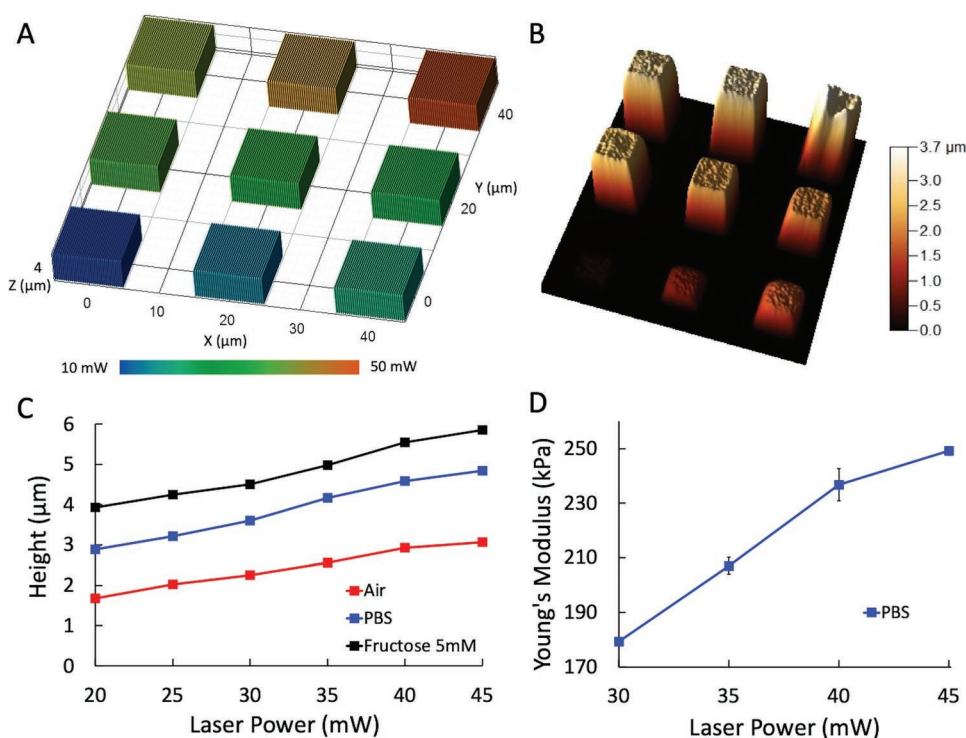 A
40
Y (µm)
20
4
Z (µm)
0
0
10
20
X (µm)
30
40
10 mW
50 mW
B
3.7 µm
3.0
2.5
2.0
1.5
1.0
0.5
0.0
C
6
5
4
3
2
1
0
Height (µm)
Air
PBS
Fructose 5mM
20 25 30 35 40 45
Laser Power (mW)
D
250
230
210
190
170
Young's Modulus (kPa)
PBS
30 35 40 45
Laser Power (mW)